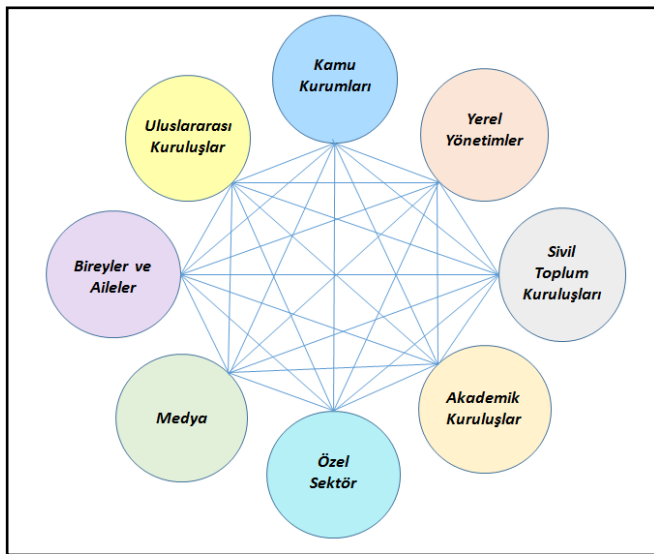 Kamu
Kurumları
Yerel
Yönetimler
Sivil
Toplum
Kuruluşları
Akademik
Kuruluşlar
Özel
Sektör
Medya
Bireyler ve
Aileler
Uluslararası
Kuruluşlar